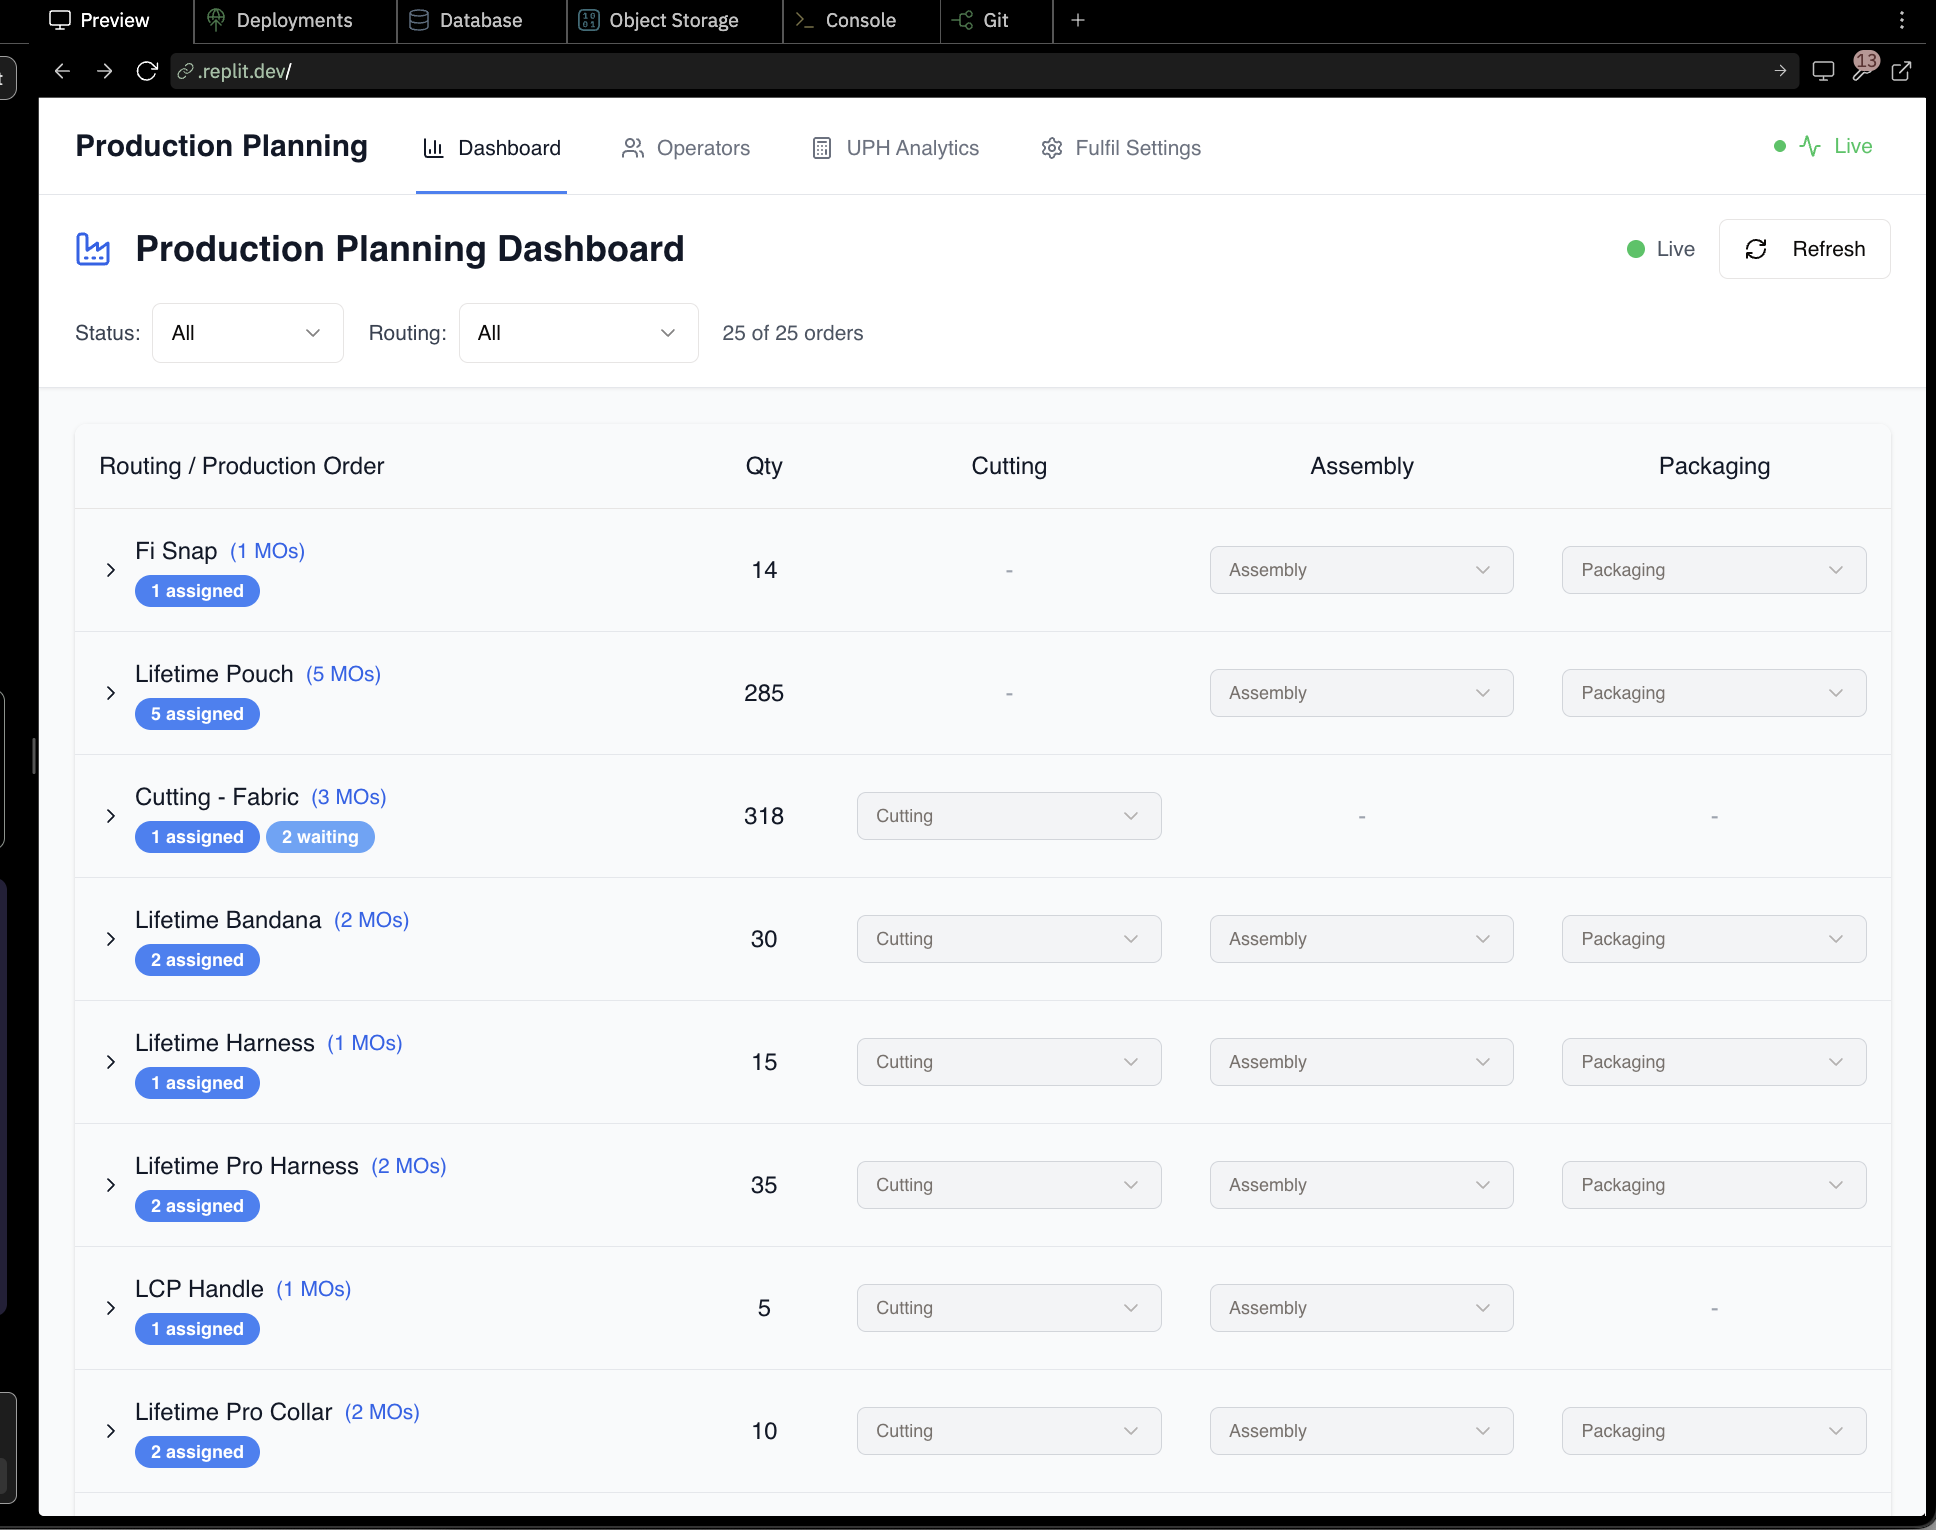 Preview Deployments Database Object Storage Console Git
.replit.dev/ 13
Production Planning Dashboard Operators UPH Analytics Fulfil Settings Live
Production Planning Dashboard Live Refresh
Status: All Routing: All 25 of 25 orders
Routing / Production Order Qty Cutting Assembly Packaging
Fi Snap (1 MOs)
1 assigned
14 - Assembly Packaging
Lifetime Pouch (5 MOs)
5 assigned
285 - Assembly Packaging
Cutting - Fabric (3 MOs)
1 assigned 2 waiting
318 Cutting - -
Lifetime Bandana (2 MOs)
2 assigned
30 Cutting Assembly Packaging
Lifetime Harness (1 MOs)
1 assigned
15 Cutting Assembly Packaging
Lifetime Pro Harness (2 MOs)
2 assigned
35 Cutting Assembly Packaging
LCP Handle (1 MOs)
1 assigned
5 Cutting Assembly -
Lifetime Pro Collar (2 MOs)
2 assigned
10 Cutting Assembly Packaging